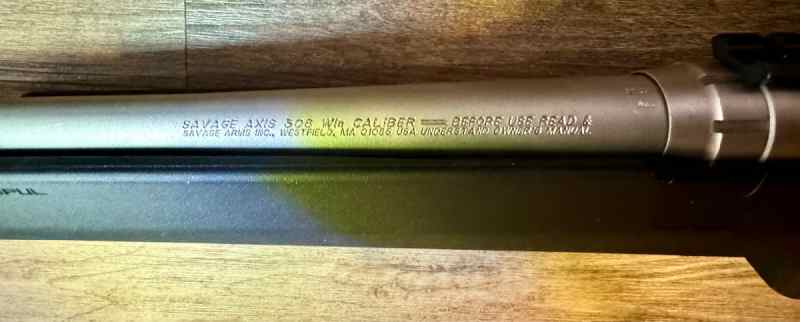 SAVAGE AXIS 308 Win CALIBER BEFORE USE READ &
SAVAGE ARMS INC., WESTFIELD, MA 01085 USA UNDERSTAND OWNER'S MANUAL